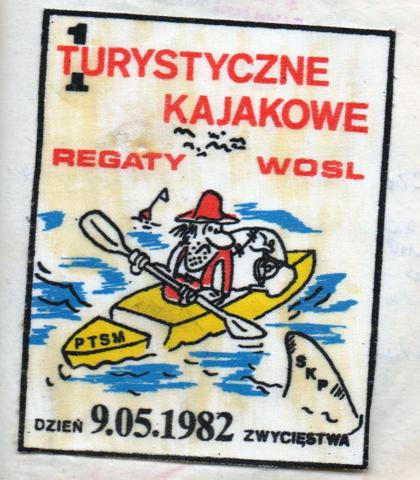 1
TURYSTYCZNE
KAJAKOWE
REGATY WOSL
PTSM
SKP
DZIEŃ 9.05.1982 ZWYCIĘSTWA